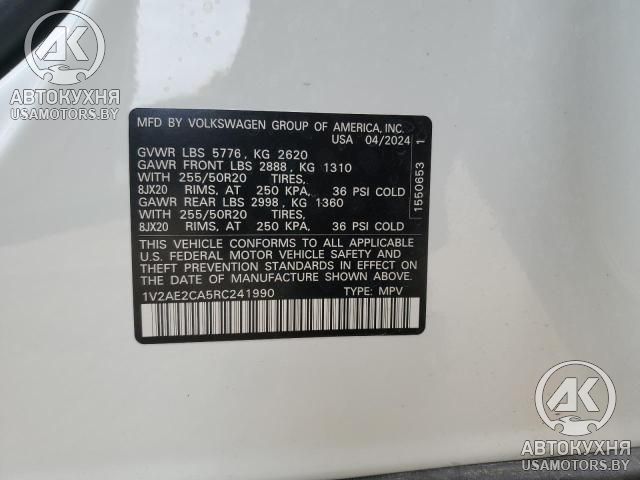 AK
АВТОКУХНЯ
USAMOTORS.BY
MFD BY VOLKSWAGEN GROUP OF AMERICA, INC.
USA 04/2024
GVWR LBS 5776, KG 2620
GAWR FRONT LBS 2888, KG 1310
WITH 255/50R20 TIRES,
8JX20 RIMS, AT 250 KPA, 36 PSI COLD
GAWR REAR LBS 2998, KG 1360
WITH 255/50R20 TIRES,
8JX20 RIMS, AT 250 KPA, 36 PSI COLD
THIS VEHICLE CONFORMS TO ALL APPLICABLE
U.S. FEDERAL MOTOR VEHICLE SAFETY AND
THEFT PREVENTION STANDARDS IN EFFECT ON
THE DATE OF MANUFACTURE SHOWN ABOVE.
1V2AE2CA5RC241990 TYPE: MPV
1550653 1
AK
АВТОКУХНЯ
USAMOTORS.BY